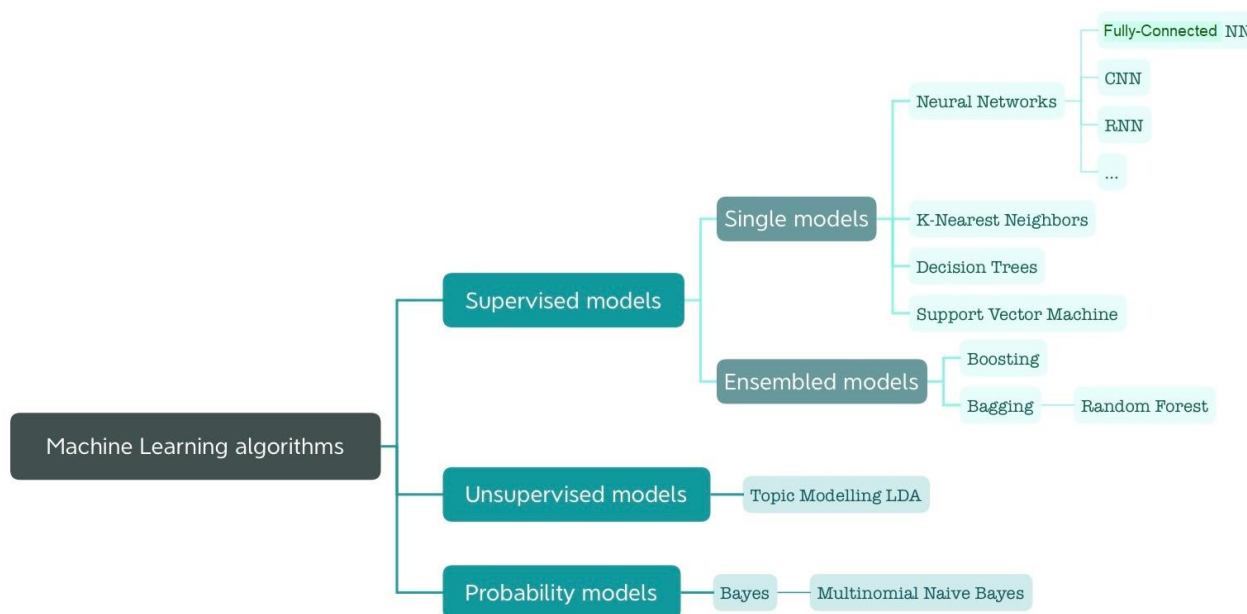 Fully-Connected NN
CNN
Neural Networks
RNN
...
Single models
K-Nearest Neighbors
Decision Trees
Supervised models
Support Vector Machine
Boosting
Ensembled models
Bagging
Random Forest
Machine Learning algorithms
Unsupervised models
Topic Modelling LDA
Probability models
Bayes
Multinomial Naive Bayes